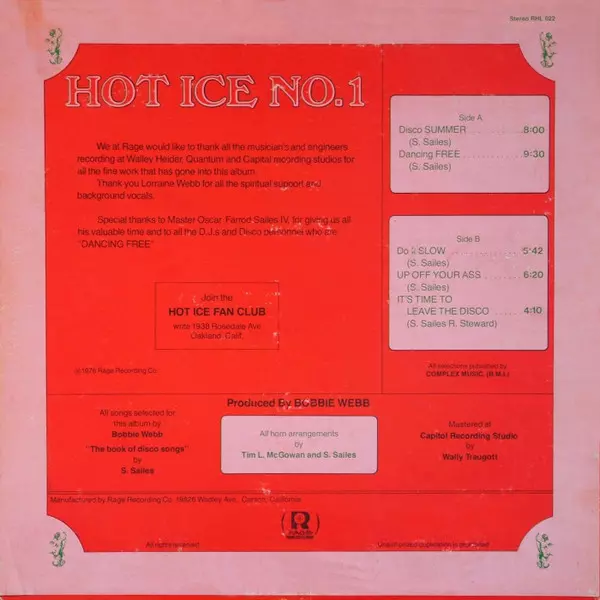 Stereo RHL 022
HOT ICE NO.1
We at Rage would like to thank all the musician's and engineers
recording at Walley Heider, Quantum and Capital recording studios for
all the fine work that has gone into this album.
Thank you Lorraine Webb for all the spiritual support and
background vocals.
Special thanks to Master Oscar Farrod Sailes IV, for giving us all
his valuable time and to all the D.J.s and Disco personnel who are
"DANCING FREE"
Join the
HOT ICE FAN CLUB
write 1938 Rosedale Ave
Oakland, Calif.
Rage Recording Co.
Side A
Disco SUMMER ........... 8:00
(S. Sailes)
Dancing FREE ............ 9:30
(S. Sailes)
Side B
Do it SLOW .............. 5:42
(S. Sailes)
UP OFF YOUR ASS ..... 6:20
(S. Sailes)
IT'S TIME TO
LEAVE THE DISCO ..... 4:10
(S. Sailes R. Steward)
All selections published by
COMPLEX MUSIC, (B.M.I.)
Produced By BOBBIE WEBB
All songs selected for
this album by
Bobbie Webb
"The book of disco songs"
by
S. Sailes
All horn arrangements
by
Tim L. McGowan and S. Sailes
Mastered at
Capitol Recording Studio
by
Wally Traugott
Manufactured by Rage Recording Co. Ave., Carson, California
R
RAGE
All rights reserved
Unauthorized duplication is prohibited